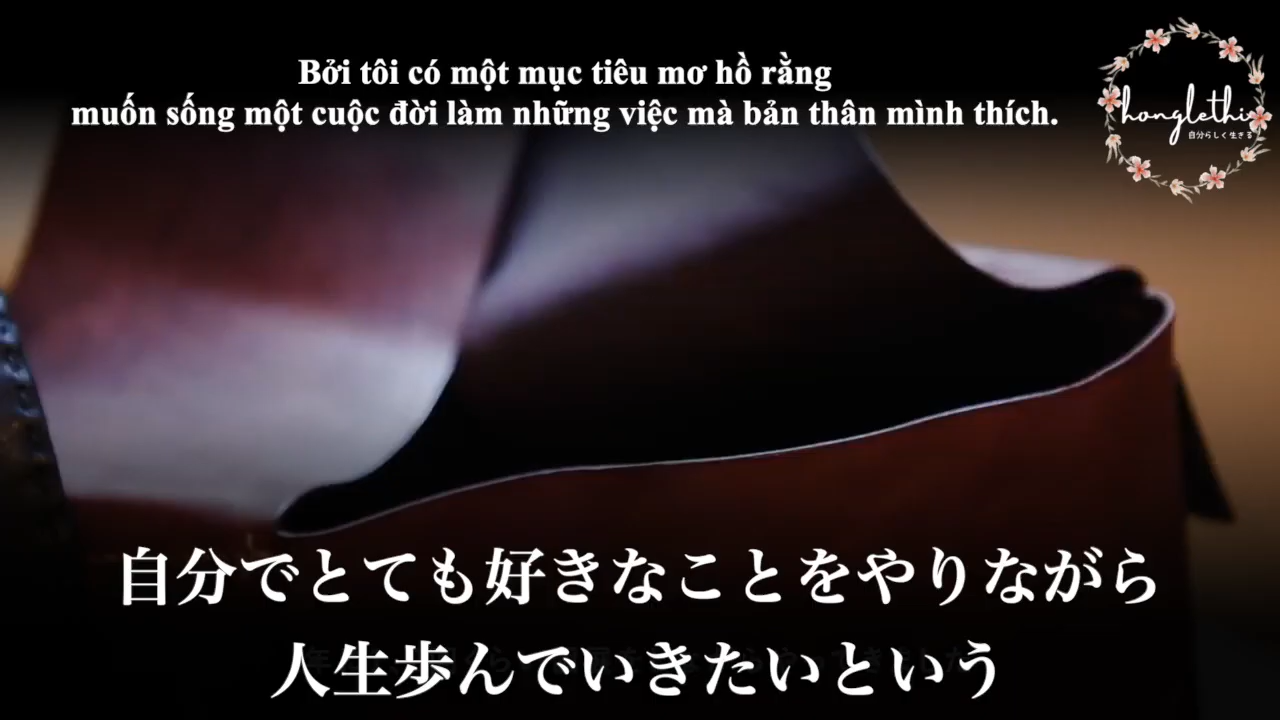 Bởi tôi có một mục tiêu mơ hồ rằng
muốn sống một cuộc đời làm những việc mà bản thân mình thích.
honglethi
自分らしく生きる
自分でとても好きなことをやりながら
人生歩んでいきたいという